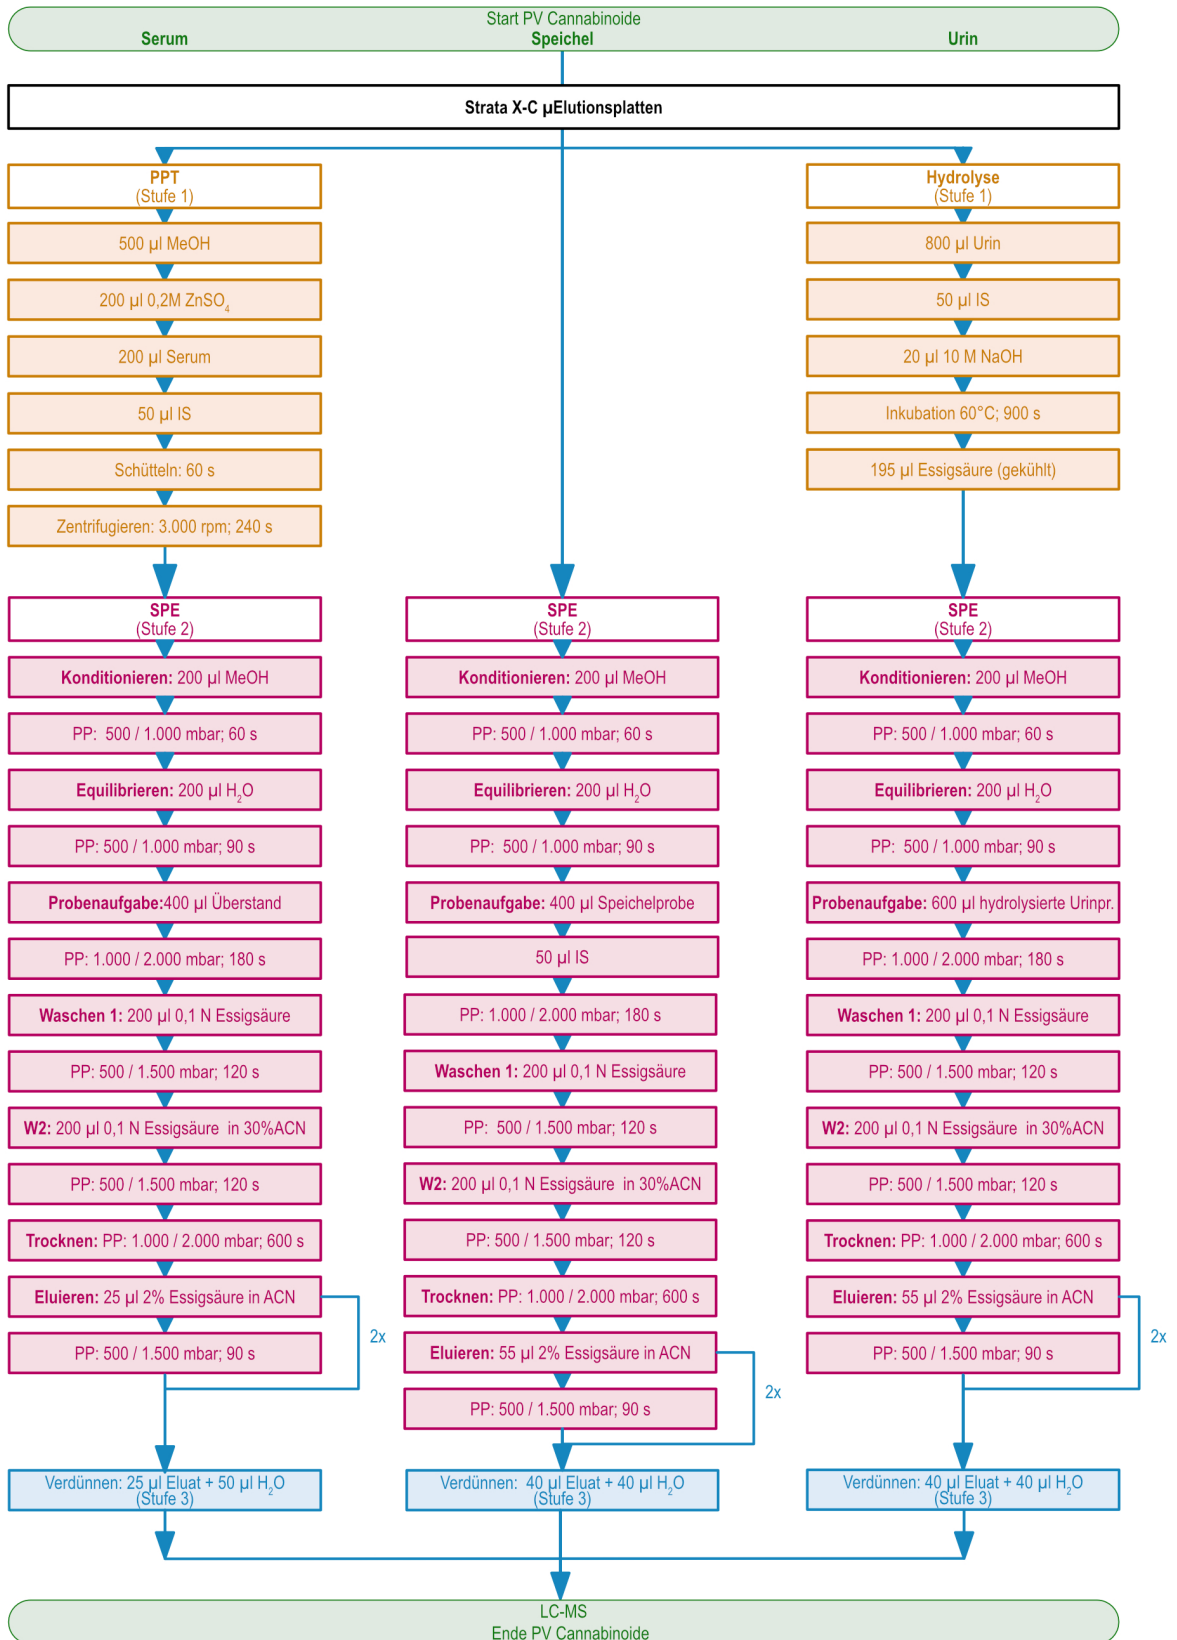 Start PV Cannabinoide
Serum
Speichel
Urin
Strata X-C µElutionsplatten
PPT
(Stufe 1)
500 µl MeOH
200 µl 0,2M ZnSO₄
200 µl Serum
50 µl IS
Schütteln: 60 s
Zentrifugieren: 3.000 rpm; 240 s
SPE
(Stufe 2)
Konditionieren: 200 µl MeOH
PP: 500 / 1.000 mbar; 60 s
Equilibrieren: 200 µl H₂O
PP: 500 / 1.000 mbar; 90 s
Probenaufgabe:400 µl Überstand
PP: 1.000 / 2.000 mbar; 180 s
Waschen 1: 200 µl 0,1 N Essigsäure
PP: 500 / 1.500 mbar; 120 s
W2: 200 µl 0,1 N Essigsäure in 30%ACN
PP: 500 / 1.500 mbar; 120 s
Trocknen: PP: 1.000 / 2.000 mbar; 600 s
Eluieren: 25 µl 2% Essigsäure in ACN
2x
PP: 500 / 1.500 mbar; 90 s
Verdünnen: 25 µl Eluat + 50 µl H₂O
(Stufe 3)
SPE
(Stufe 2)
Konditionieren: 200 µl MeOH
PP: 500 / 1.000 mbar; 60 s
Equilibrieren: 200 µl H₂O
PP: 500 / 1.000 mbar; 90 s
Probenaufgabe: 400 µl Speichelprobe
50 µl IS
PP: 1.000 / 2.000 mbar; 180 s
Waschen 1: 200 µl 0,1 N Essigsäure
PP: 500 / 1.500 mbar; 120 s
W2: 200 µl 0,1 N Essigsäure in 30%ACN
PP: 500 / 1.500 mbar; 120 s
Trocknen: PP: 1.000 / 2.000 mbar; 600 s
Eluieren: 55 µl 2% Essigsäure in ACN
2x
PP: 500 / 1.500 mbar; 90 s
Verdünnen: 40 µl Eluat + 40 µl H₂O
(Stufe 3)
Hydrolyse
(Stufe 1)
800 µl Urin
50 µl IS
20 µl 10 M NaOH
Inkubation 60°C; 900 s
195 µl Essigsäure (gekühlt)
SPE
(Stufe 2)
Konditionieren: 200 µl MeOH
PP: 500 / 1.000 mbar; 60 s
Equilibrieren: 200 µl H₂O
PP: 500 / 1.000 mbar; 90 s
Probenaufgabe: 600 µl hydrolysierte Urinpr.
PP: 1.000 / 2.000 mbar; 180 s
Waschen 1: 200 µl 0,1 N Essigsäure
PP: 500 / 1.500 mbar; 120 s
W2: 200 µl 0,1 N Essigsäure in 30%ACN
PP: 500 / 1.500 mbar; 120 s
Trocknen: PP: 1.000 / 2.000 mbar; 600 s
Eluieren: 55 µl 2% Essigsäure in ACN
2x
PP: 500 / 1.500 mbar; 90 s
Verdünnen: 40 µl Eluat + 40 µl H₂O
(Stufe 3)
LC-MS
Ende PV Cannabinoide